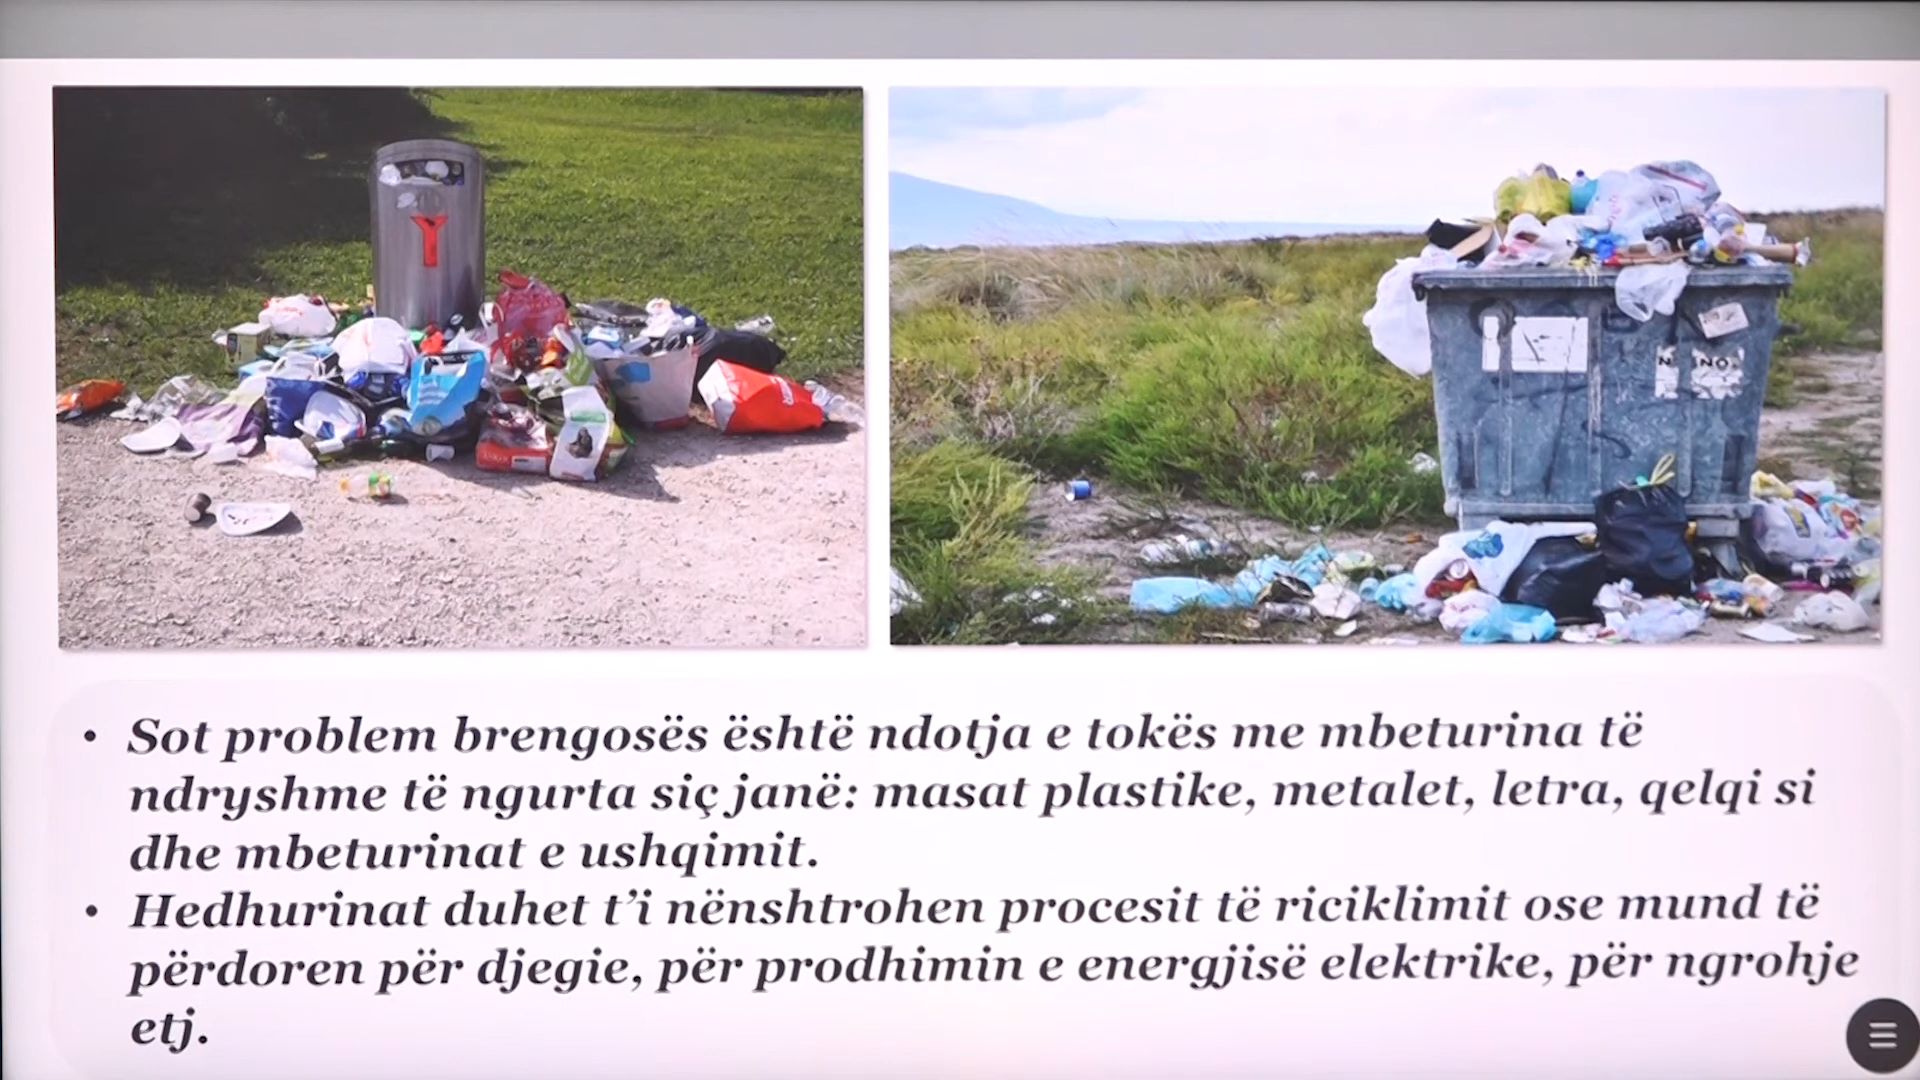 • Sot problem brengosës është ndotja e tokës me mbeturina të
ndryshme të ngurta siç janë: masat plastike, metalet, letra, qelqi si
dhe mbeturinat e ushqimit.
• Hedhurinat duhet t’i nënshtrohen procesit të riciklimit ose mund të
përdoren për djegie, për prodhimin e energjisë elektrike, për ngrohje
etj.